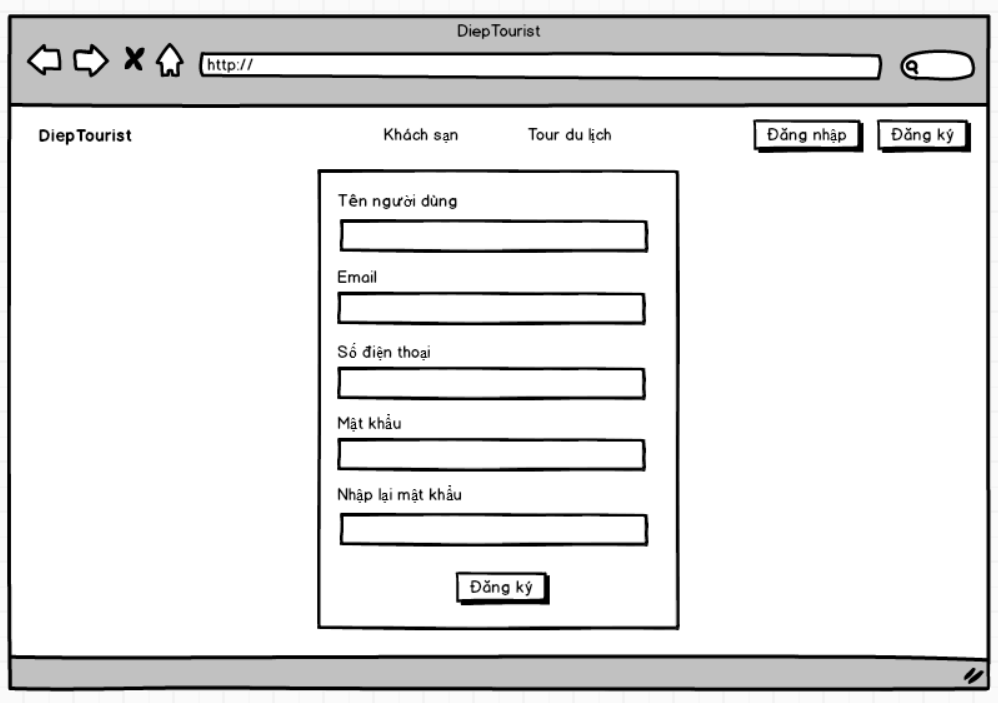 DiepTourist
http://
DiepTourist Khách sạn Tour du lịch Đăng nhập Đăng ký
Tên người dùng
Email
Số điện thoại
Mật khẩu
Nhập lại mật khẩu
Đăng ký